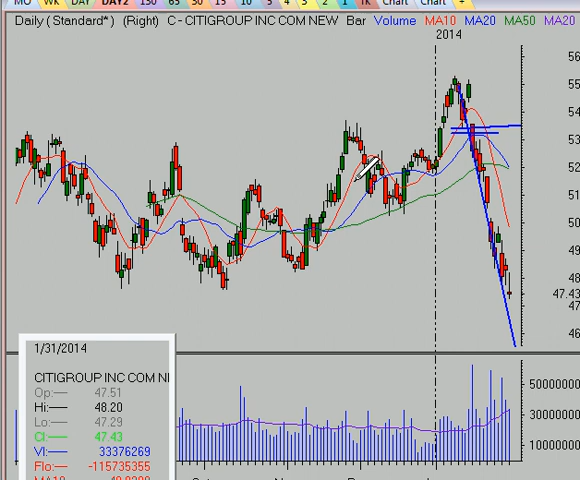 MO WK DAY DAY2 130 65 30 15 10 5 4 3 2 1 TK Chart Chart +
Daily ( Standard* ) (Right) C - CITIGROUP INC COM NEW Bar Volume MA10 MA20 MA50 MA20
2014
56
55
54
53
52
51
50
49
48
47.43
47
46
1/31/2014
CITIGROUP INC COM N
Op: 47.51
Hi: 48.20
Lo: 47.29
Cl: 47.43
Vl: 33376269
Flo: -115735355
50000000
30000000
10000000